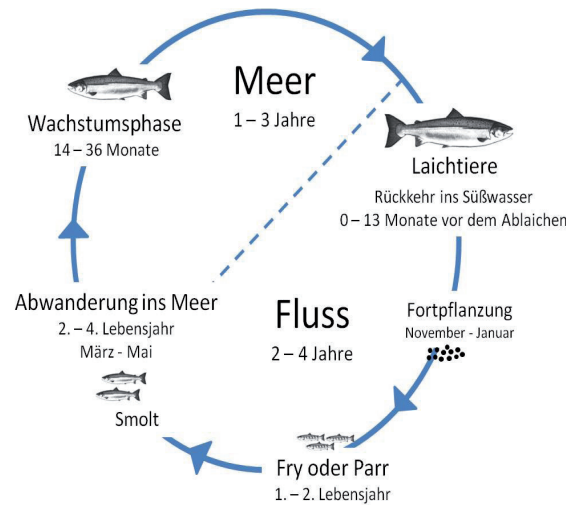 Meer
1 – 3 Jahre
Wachstumsphase
14 – 36 Monate
Laichtiere
Rückkehr ins Süßwasser
0 – 13 Monate vor dem Ablaichen
Abwanderung ins Meer
2. – 4. Lebensjahr
März - Mai
Smolt
Fluss
2 – 4 Jahre
Fortpflanzung
November - Januar
Fry oder Parr
1. – 2. Lebensjahr